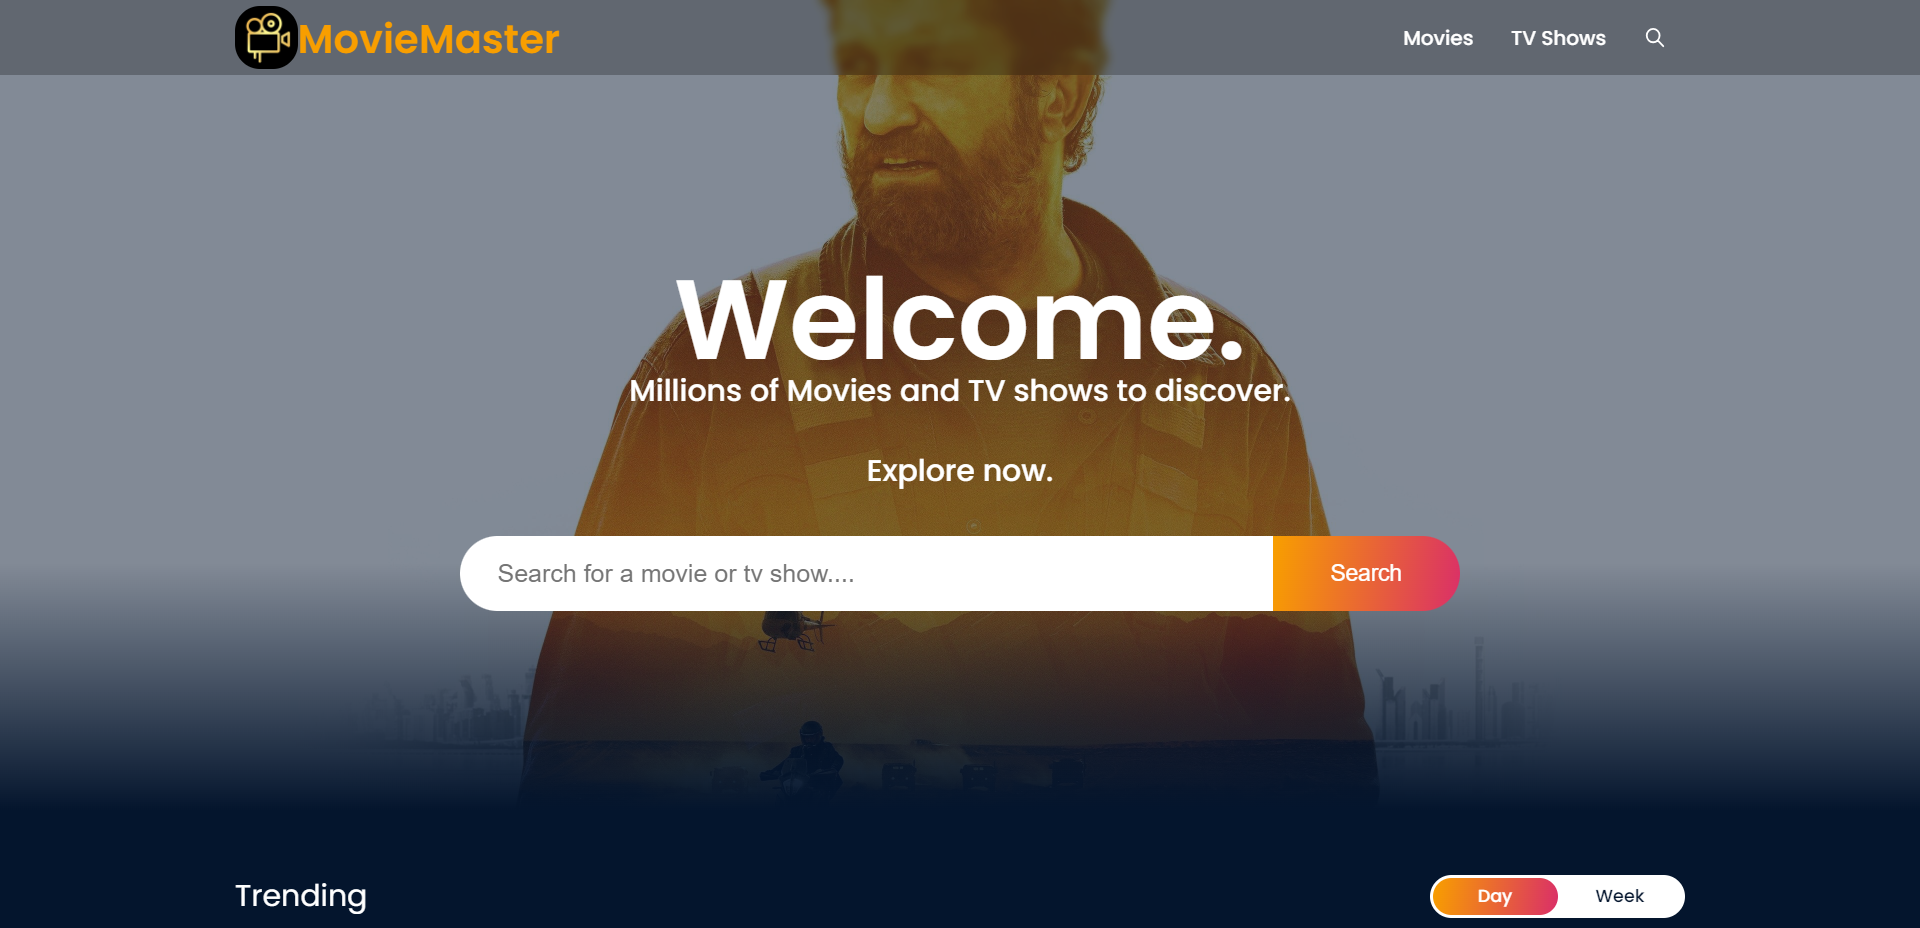 MovieMaster
Movies TV Shows
Welcome.
Millions of Movies and TV shows to discover.
Explore now.
Search for a movie or tv show.... Search
Trending Day Week